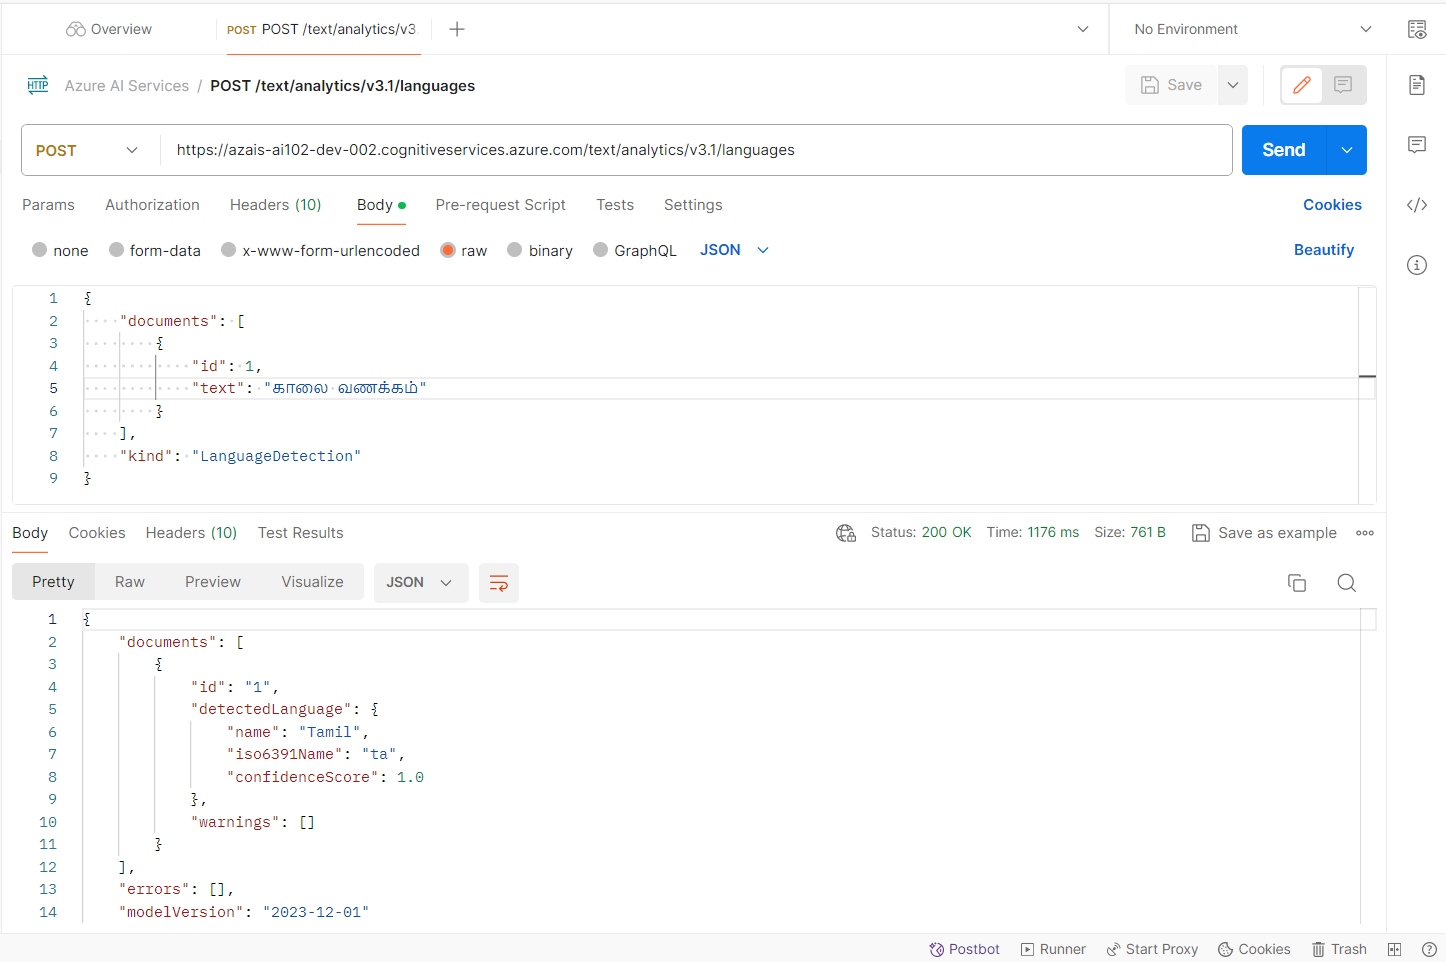 Overview
POST POST /text/analytics/v3
No Environment
HTTP Azure AI Services / POST /text/analytics/v3.1/languages
Save
POST https://azais-ai102-dev-002.cognitiveservices.azure.com/text/analytics/v3.1/languages
Send
Params Authorization Headers (10) Body Pre-request Script Tests Settings Cookies
none form-data x-www-form-urlencoded raw binary GraphQL JSON Beautify
1 {
2 "documents": [
3 {
4 "id": 1,
5 "text": "காலை வணக்கம்"
6 }
7 ],
8 "kind": "LanguageDetection"
9 }
Body Cookies Headers (10) Test Results Status: 200 OK Time: 1176 ms Size: 761 B Save as example
Pretty Raw Preview Visualize JSON
1 {
2 "documents": [
3 {
4 "id": "1",
5 "detectedLanguage": {
6 "name": "Tamil",
7 "iso6391Name": "ta",
8 "confidenceScore": 1.0
9 },
10 "warnings": []
11 }
12 ],
13 "errors": [],
14 "modelVersion": "2023-12-01"
Postbot Runner Start Proxy Cookies Trash